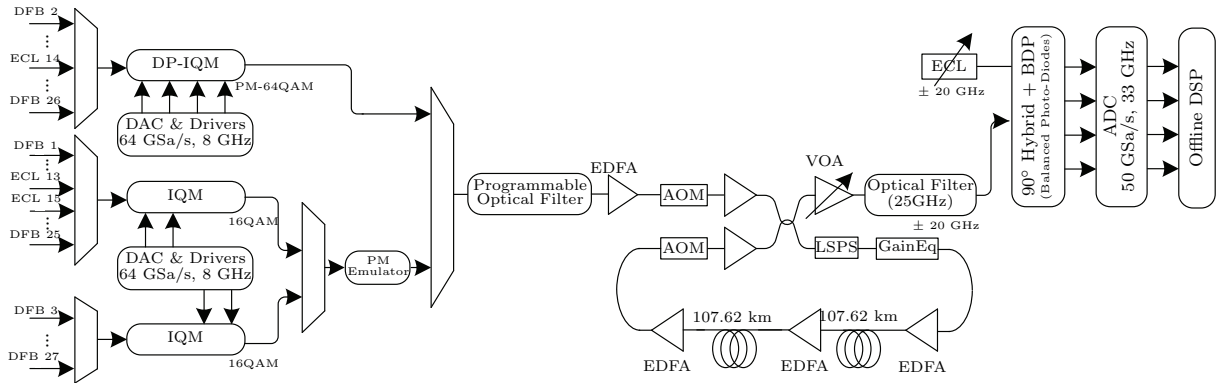 DFB 2
ECL 14
DFB 26
DP-IQM
PM-64QAM
DAC & Drivers
64 GSa/s, 8 GHz
DFB 1
ECL 13
ECL 15
DFB 25
IQM
16QAM
DAC & Drivers
64 GSa/s, 8 GHz
DFB 3
DFB 27
IQM
16QAM
PM
Emulator
Programmable
Optical Filter
EDFA
AOM
AOM
VOA
Optical Filter
(25GHz)
± 20 GHz
LSPS
GainEq
107.62 km
107.62 km
EDFA
EDFA
EDFA
ECL
± 20 GHz
90° Hybrid + BDP
(Balanced Photo-Diodes)
ADC
50 GSa/s, 33 GHz
Offline DSP